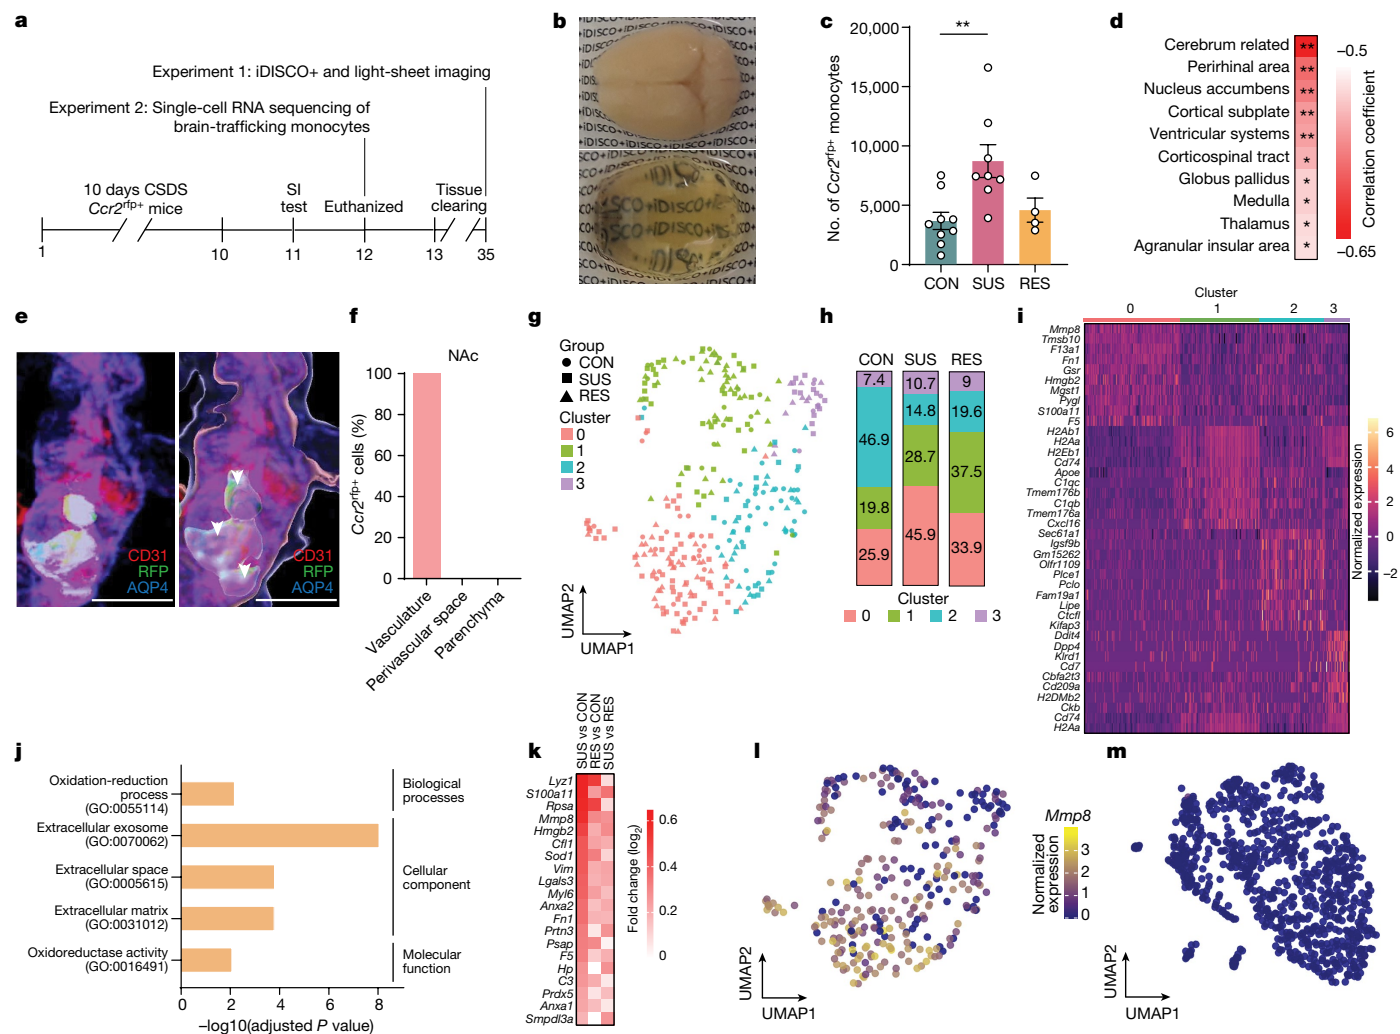 a
Experiment 1: iDISCO+ and light-sheet imaging
Experiment 2: Single-cell RNA sequencing of
brain-trafficking monocytes
10 days CSDS
Ccr2rfp+ mice
SI
test
Euthanized
Tissue
clearing
1
10
11
12
13
35
b
iDISCO+iDISCO+iDISCO+iDISCO+
SCO+iDISCO+iDISCO
c
No. of Ccr2rfp+ monocytes
20,000
15,000
10,000
5,000
0
**
CON
SUS
RES
d
Cerebrum related
**
Perirhinal area
**
Nucleus accumbens
**
Cortical subplate
**
Ventricular systems
**
Corticospinal tract
*
Globus pallidus
*
Medulla
*
Thalamus
*
Agranular insular area
*
−0.5
−0.65
Correlation coefficient
e
CD31
RFP
AQP4
CD31
RFP
AQP4
f
NAc
Ccr2rfp+ cells (%)
100
80
60
40
20
0
Vasculature
Perivascular space
Parenchyma
g
Group
CON
SUS
RES
Cluster
0
1
2
3
UMAP2
UMAP1
h
CON
SUS
RES
7.4
10.7
9
46.9
14.8
19.6
19.8
28.7
37.5
25.9
45.9
33.9
Cluster
0
1
2
3
i
Cluster
0
1
2
3
Mmp8
Tmsb10
F13a1
Fn1
Gsr
Hmgb2
Mgst1
Pygl
S100a11
F5
H2Ab1
H2Aa
H2Eb1
Cd74
Apoe
C1qc
Tmem176b
C1qb
Tmem176a
Cxcl16
Sec61a1
Igsf9b
Gm15262
Olfr1109
Plce1
Pclo
Fam19a1
Lipe
Ctcfl
Kifap3
Ddit4
Dpp4
Klrd1
Cd7
Cbfa2t3
Cd209a
H2DMb2
Ckb
Cd74
H2Aa
6
4
2
0
−2
Normalized expression
j
Oxidation-reduction
process
(GO:0055114)
Extracellular exosome
(GO:0070062)
Extracellular space
(GO:0005615)
Extracellular matrix
(GO:0031012)
Oxidoreductase activity
(GO:0016491)
Biological
processes
Cellular
component
Molecular
function
0
2
4
6
8
−log10(adjusted P value)
k
SUS vs CON
RES vs CON
SUS vs RES
Lyz1
S100a11
Rpsa
Mmp8
Hmgb2
Cfl1
Sod1
Vim
Lgals3
Myl6
Anxa2
Fn1
Prtn3
Psap
F5
Hp
C3
Prdx5
Anxa1
Smpdl3a
0.6
0.4
0.2
0
Fold change (log2)
l
UMAP2
UMAP1
Mmp8
3
2
1
0
Normalized
expression
m
UMAP2
UMAP1